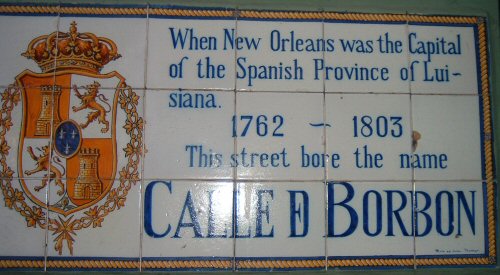 When New Orleans was the Capital
of the Spanish Province of Lui-
siana.
1762 ~ 1803
This street bore the name
CALLE D BORBON